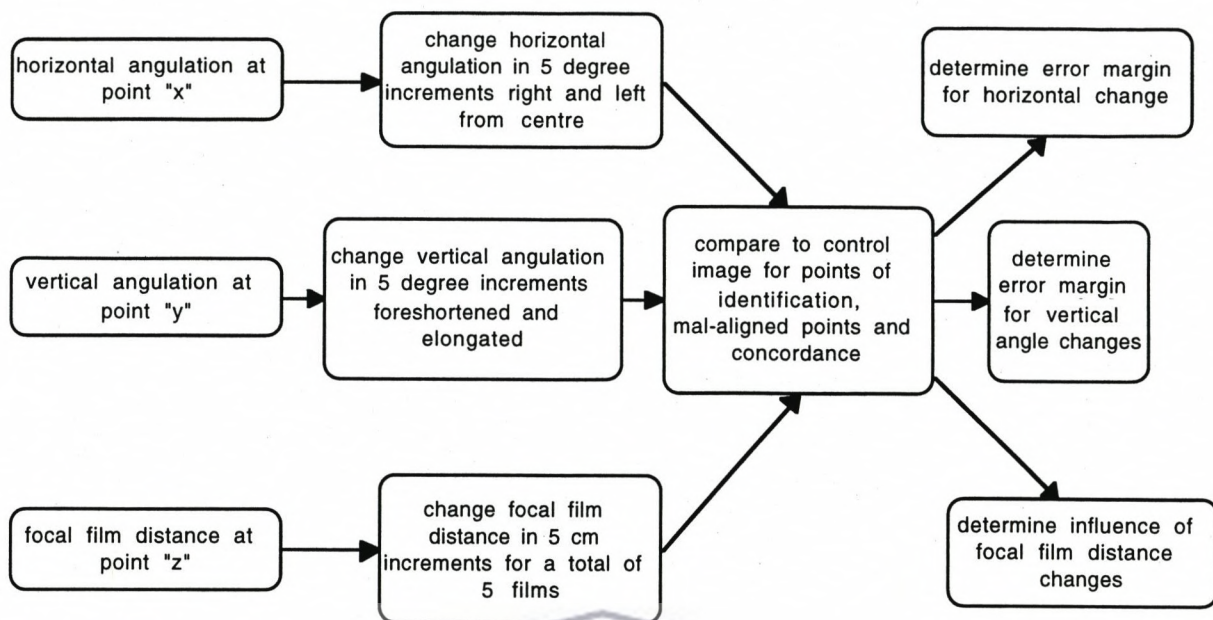 horizontal angulation at
point "x"
change horizontal
angulation in 5 degree
increments right and left
from centre
determine error margin
for horizontal change
vertical angulation at
point "y"
change vertical angulation
in 5 degree increments
foreshortened and
elongated
compare to control
image for points of
identification,
mal-aligned points and
concordance
determine
error margin
for vertical
angle changes
focal film distance at
point "z"
change focal film
distance in 5 cm
increments for a total of
5 films
determine influence of
focal film distance
changes